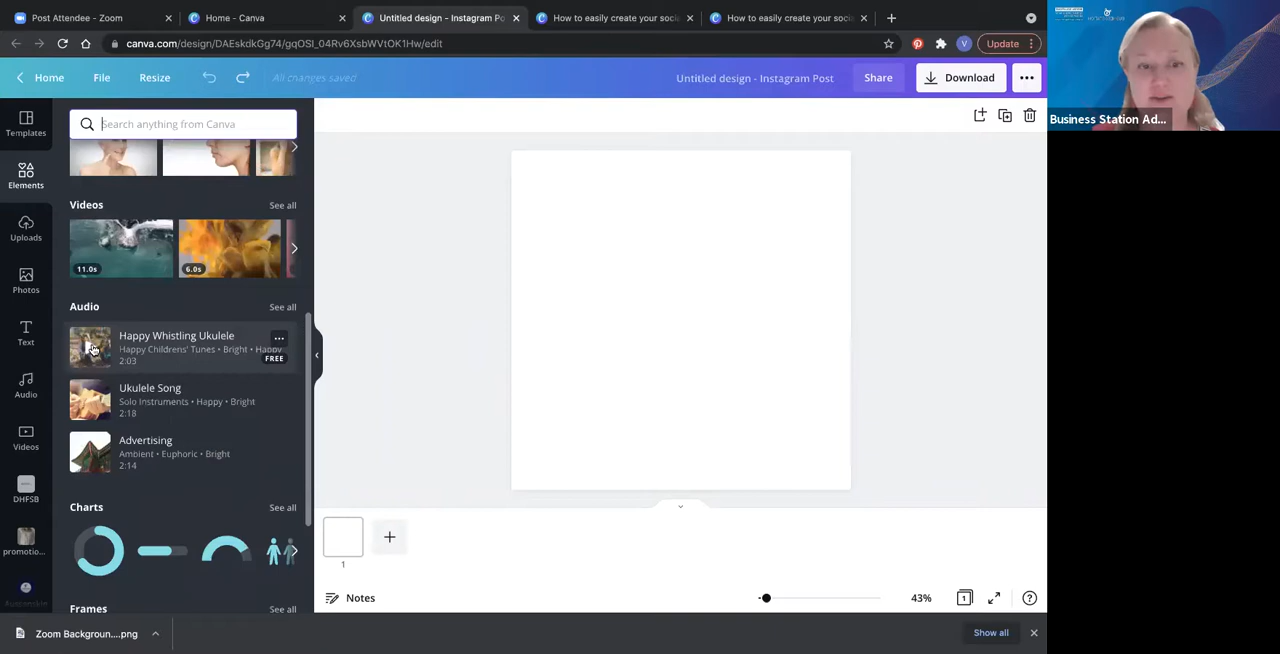 Post Attendee - Zoom
Home - Canva
Untitled design - Instagram Po
How to easily create your social
How to easily create your social
canva.com/design/DAEskdkGg74/gqOSI_04Rv6XsbWVtOK1Hw/edit
V
Update
Home
File
Resize
All changes saved
Untitled design - Instagram Post
Share
Download
Business Station Ad...
Templates
Elements
Uploads
Photos
Text
Audio
Videos
DHFSB
promotio...
Search anything from Canva
Videos
See all
11.0s
6.0s
Audio
See all
Happy Whistling Ukulele
Happy Childrens' Tunes • Bright • Happy
2:03
FREE
Ukulele Song
Solo Instruments • Happy • Bright
2:18
Advertising
Ambient • Euphoric • Bright
2:14
Charts
See all
Frames
See all
1
Notes
43%
1
Zoom Backgroun....png
Show all